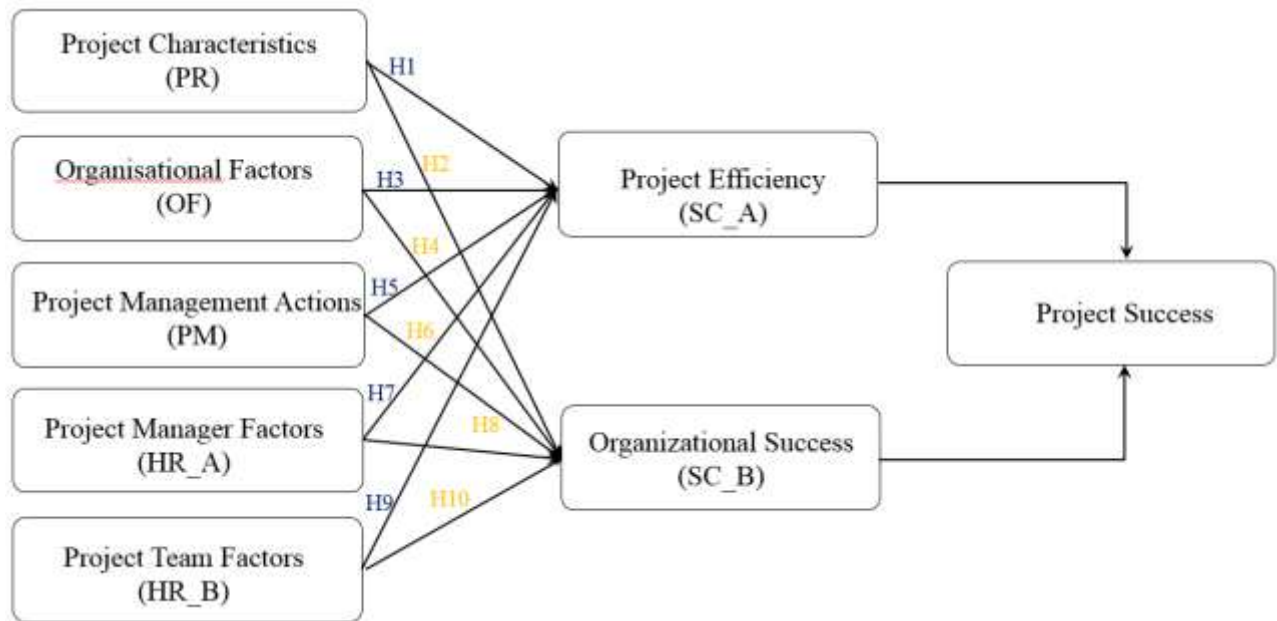 Project Characteristics
(PR)
H1
Organisational Factors
(OF)
H2
H3
Project Efficiency
(SC_A)
H4
Project Management Actions
(PM)
H5
H6
Project Success
Project Manager Factors
(HR_A)
H7
H8
Organizational Success
(SC_B)
Project Team Factors
(HR_B)
H9
H10